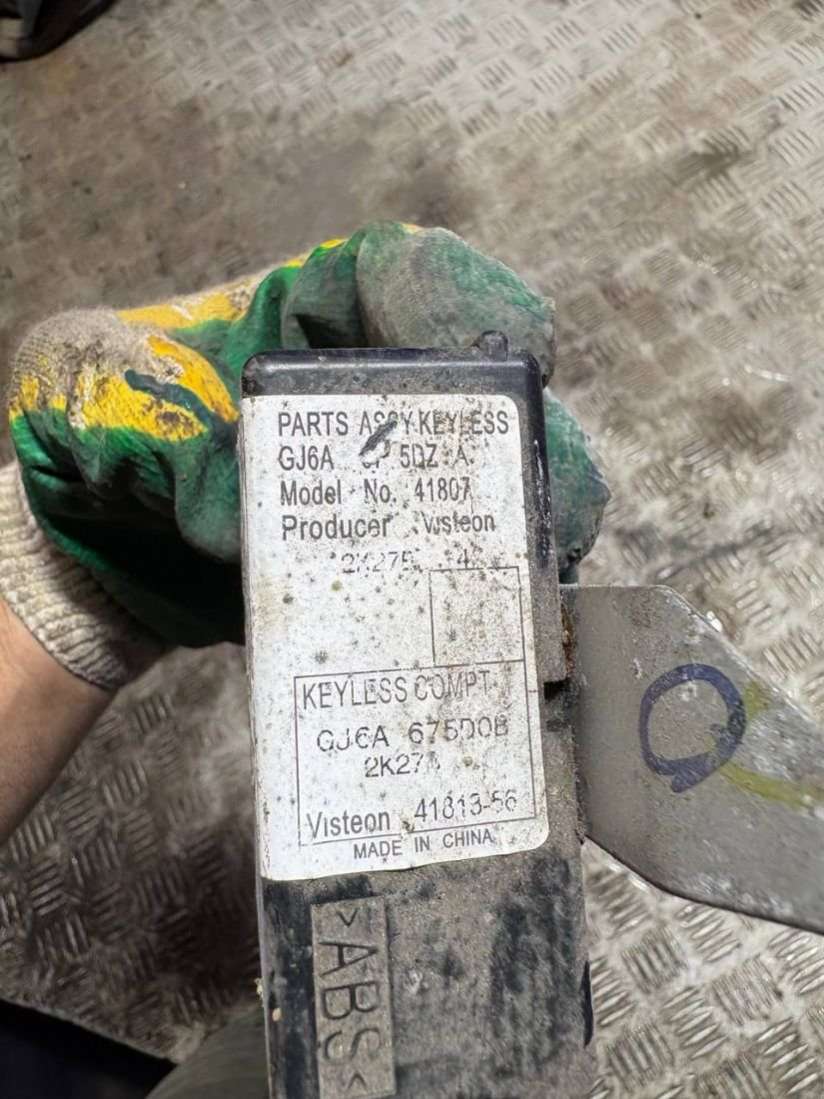 PARTS ASSY.KEYLESS
GJ6A 5DZ A
Model No. 41807
Producer Visteon
KEYLESS COMPT
GJ6A 675D0B
Visteon 41813-56
MADE IN CHINA
>ABS<